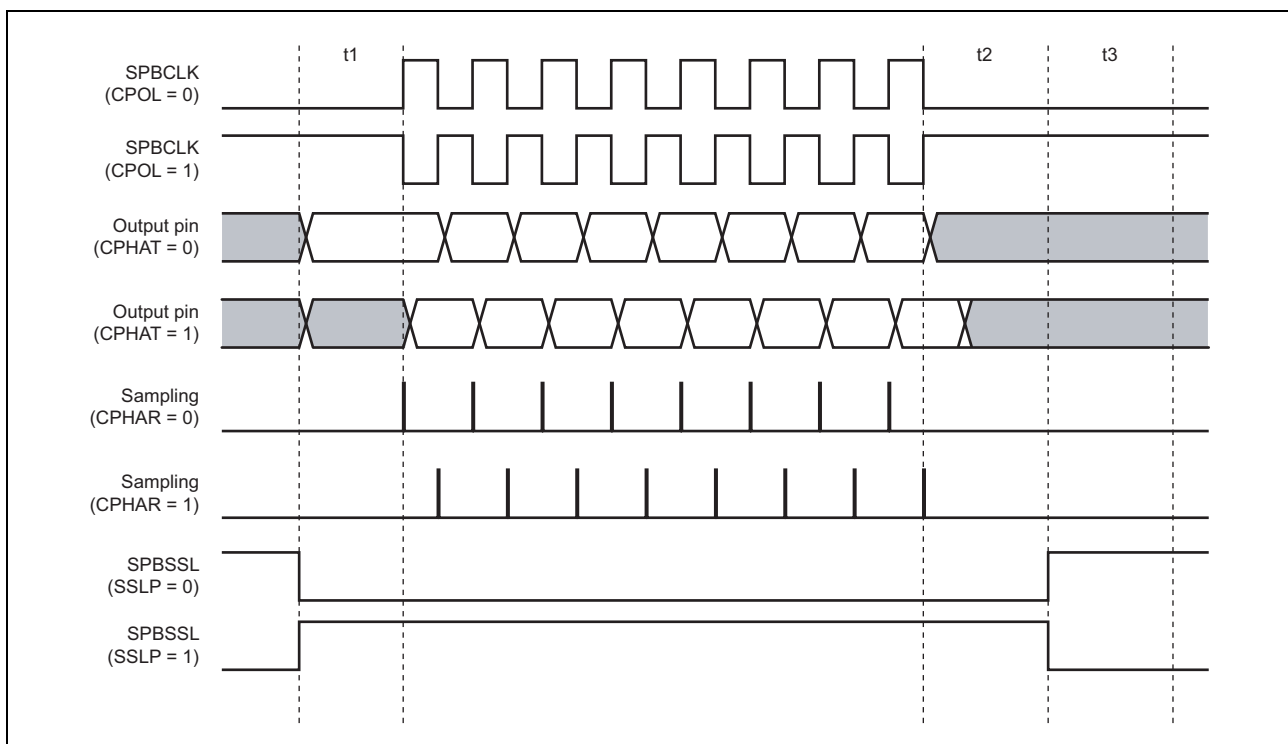 t1
t2
t3
SPBCLK
(CPOL = 0)
SPBCLK
(CPOL = 1)
Output pin
(CPHAT = 0)
Output pin
(CPHAT = 1)
Sampling
(CPHAR = 0)
Sampling
(CPHAR = 1)
SPBSSL
(SSLP = 0)
SPBSSL
(SSLP = 1)